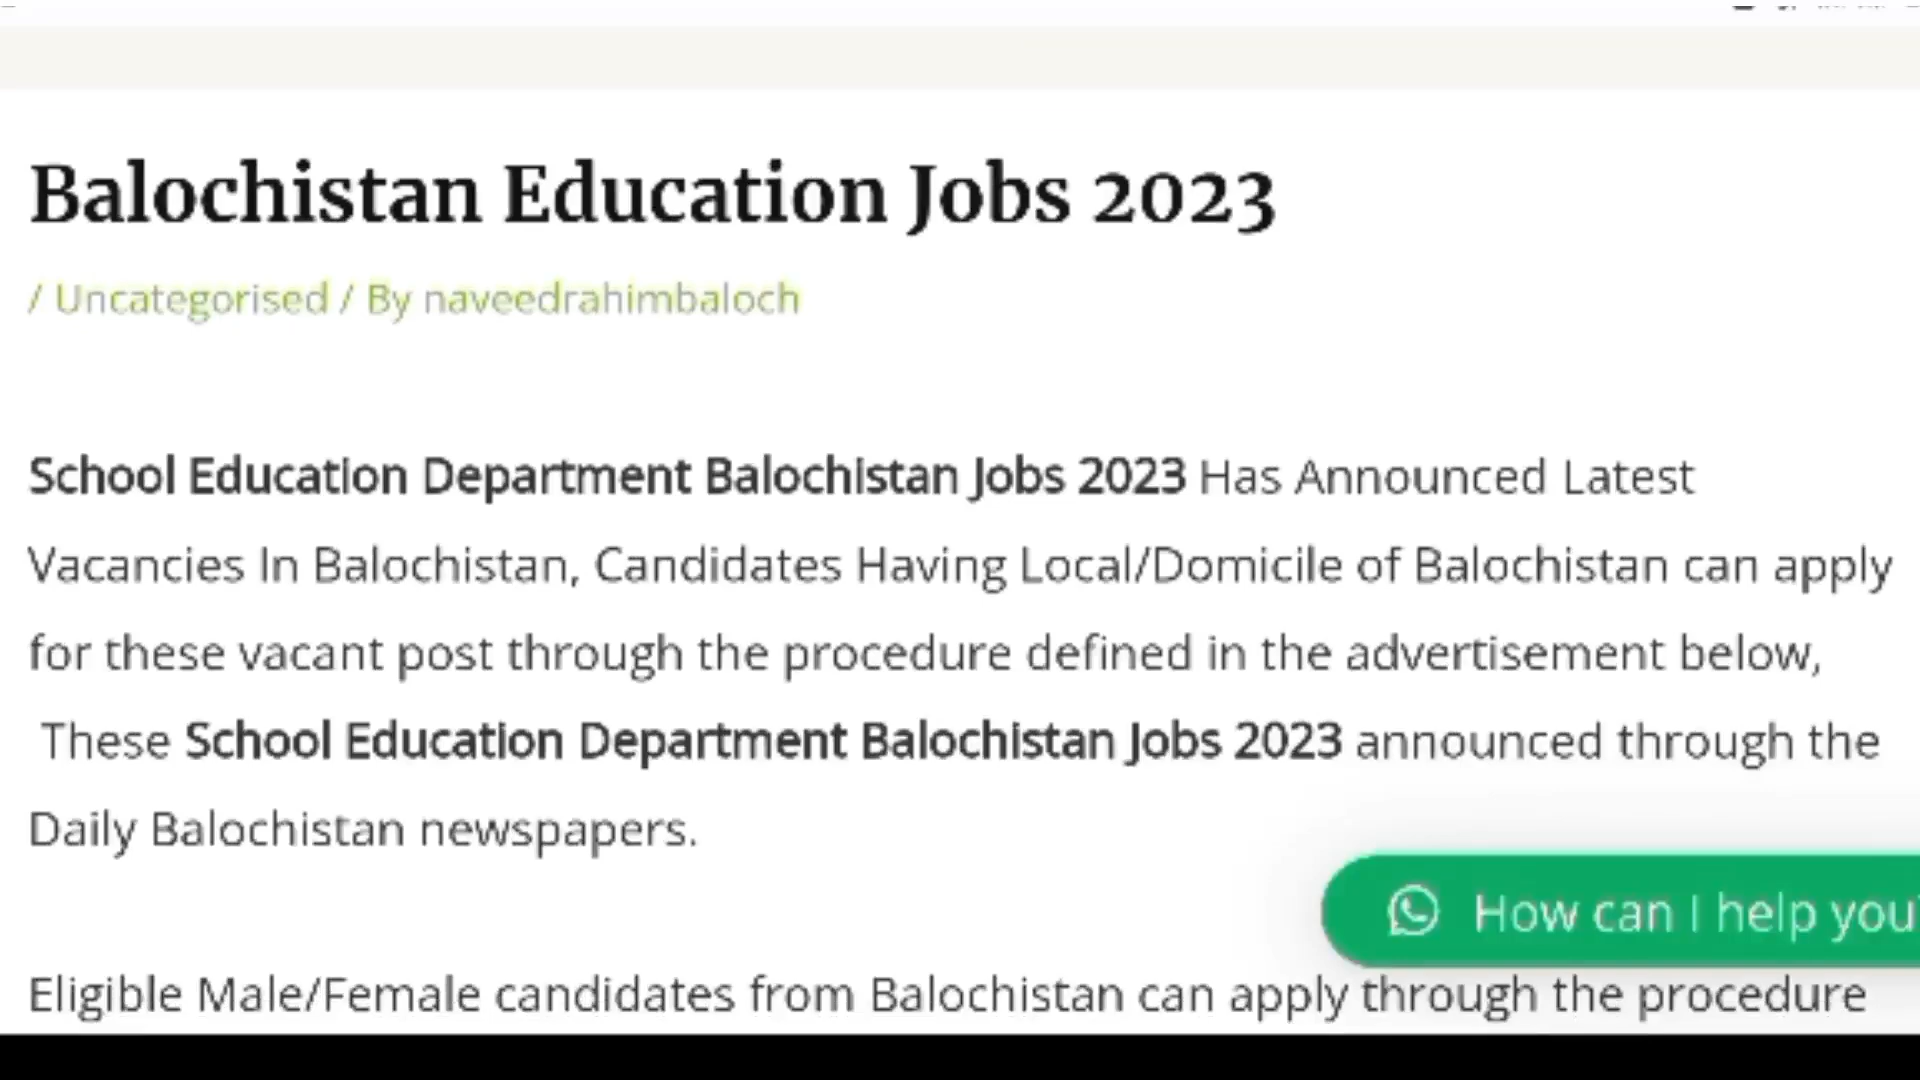 Balochistan Education Jobs 2023
/ Uncategorised / By naveedrahimbaloch
School Education Department Balochistan Jobs 2023 Has Announced Latest
Vacancies In Balochistan, Candidates Having Local/Domicile of Balochistan can apply
for these vacant post through the procedure defined in the advertisement below,
These School Education Department Balochistan Jobs 2023 announced through the
Daily Balochistan newspapers.
How can I help you?
Eligible Male/Female candidates from Balochistan can apply through the procedure